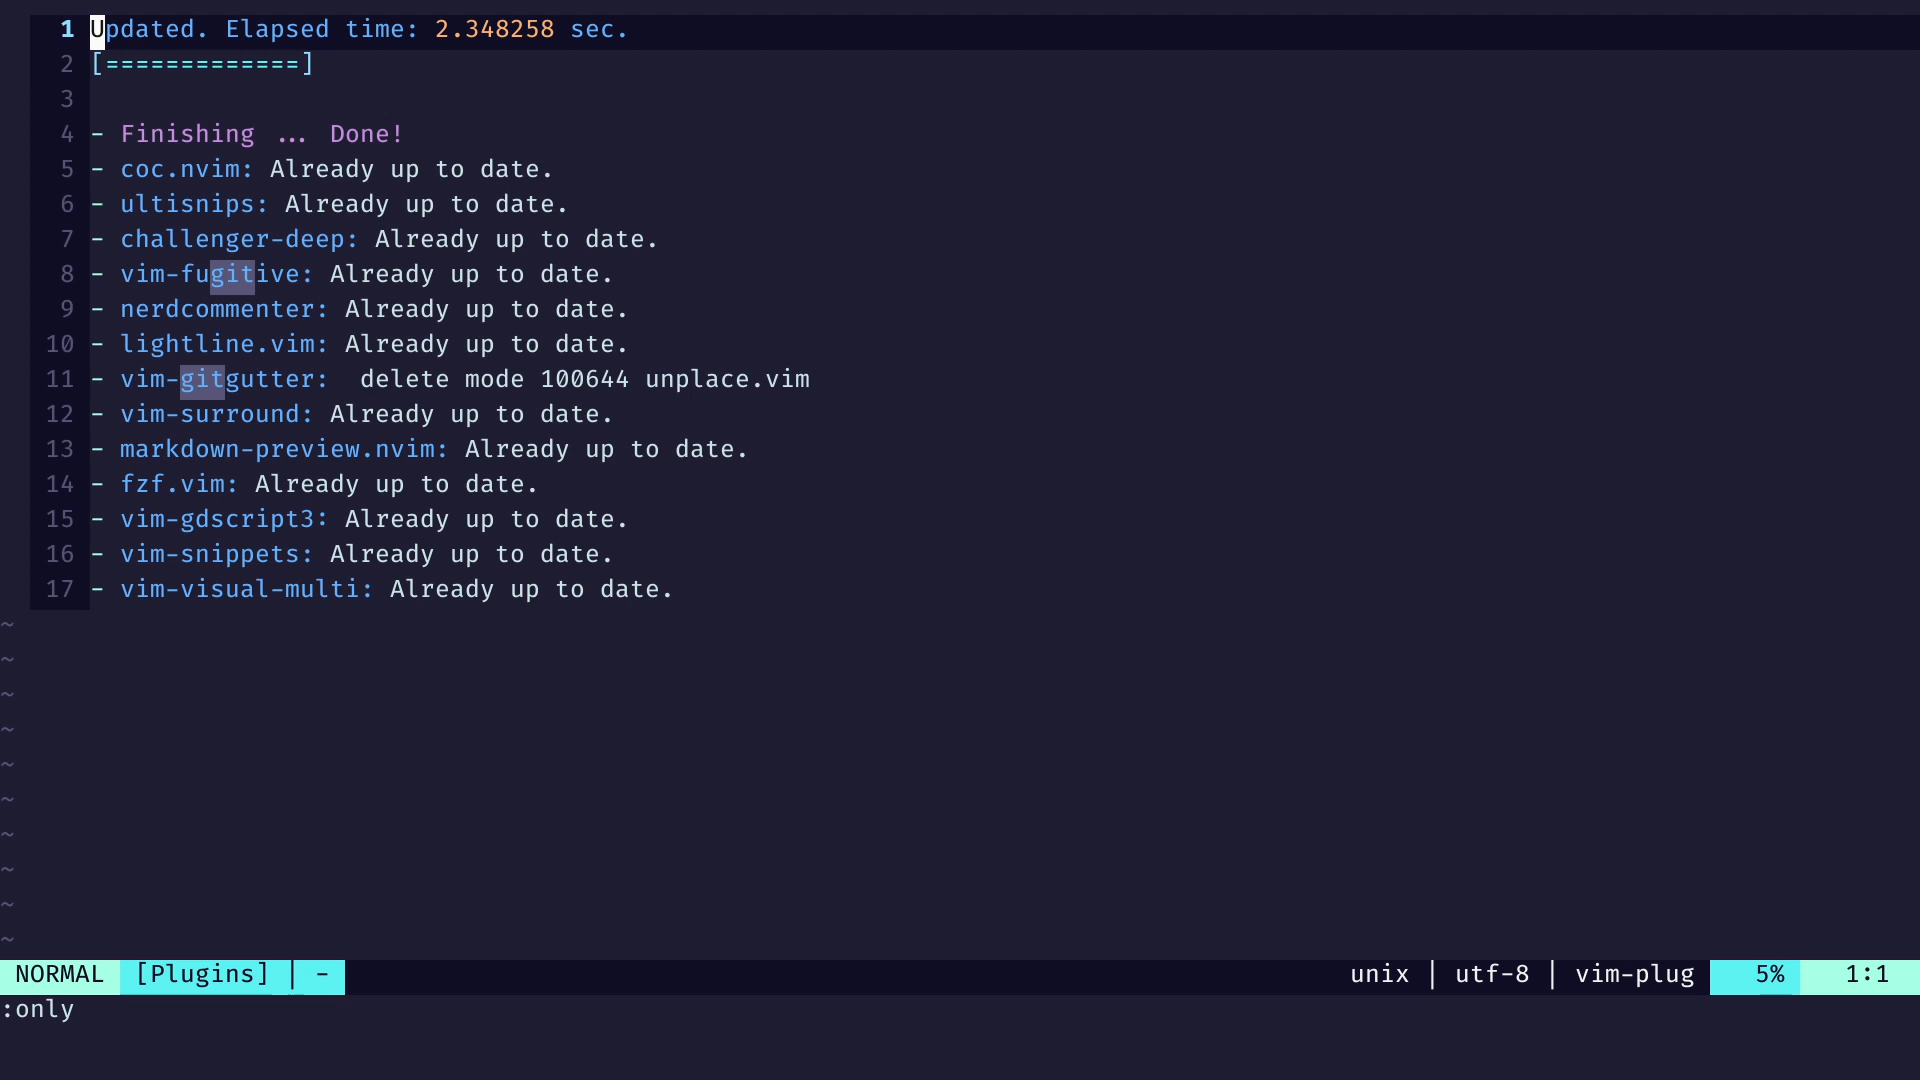 1 Updated. Elapsed time: 2.348258 sec.
2 [=============]
3
4 - Finishing ... Done!
5 - coc.nvim: Already up to date.
6 - ultisnips: Already up to date.
7 - challenger-deep: Already up to date.
8 - vim-fugitive: Already up to date.
9 - nerdcommenter: Already up to date.
10 - lightline.vim: Already up to date.
11 - vim-gitgutter:  delete mode 100644 unplace.vim
12 - vim-surround: Already up to date.
13 - markdown-preview.nvim: Already up to date.
14 - fzf.vim: Already up to date.
15 - vim-gdscript3: Already up to date.
16 - vim-snippets: Already up to date.
17 - vim-visual-multi: Already up to date.
~
~
~
~
~
~
~
~
~
~
NORMAL [Plugins] | - unix | utf-8 | vim-plug 5% 1:1
:only